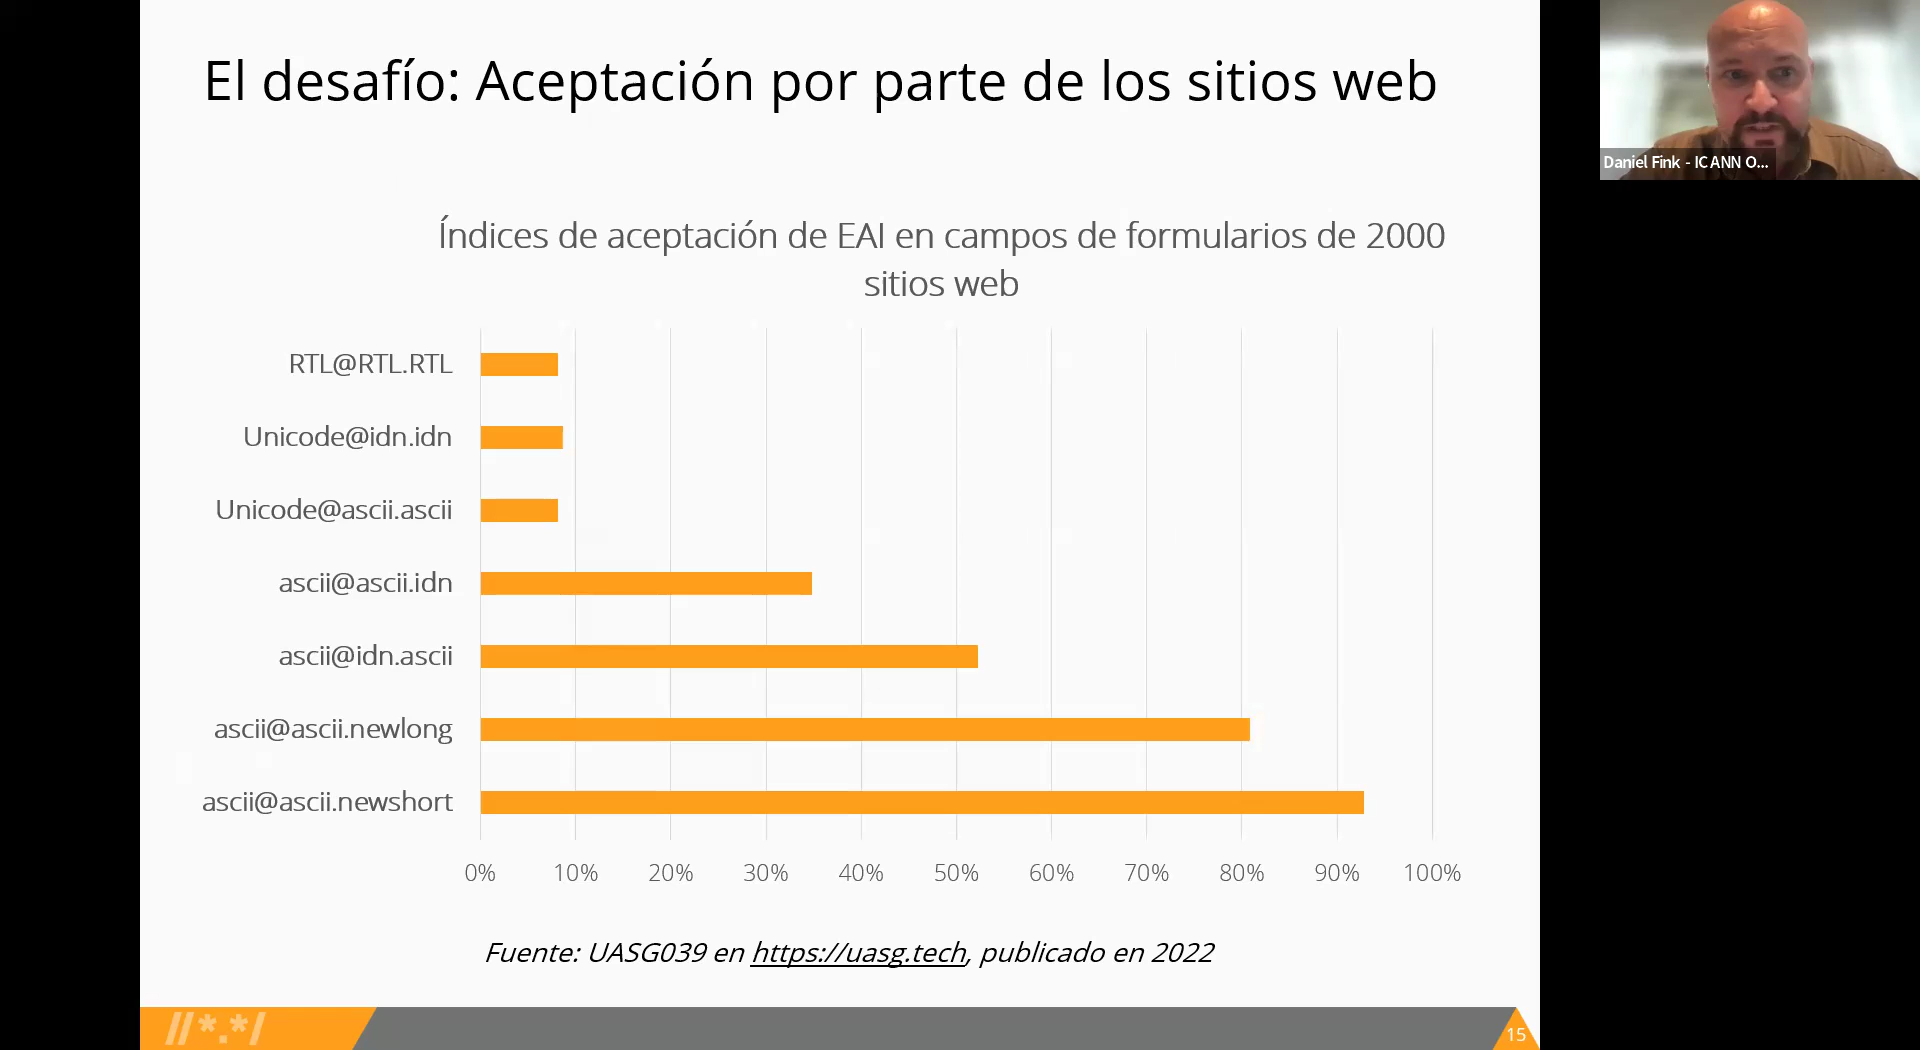 El desafío: Aceptación por parte de los sitios web
Daniel Fink - ICANN O...
Índices de aceptación de EAI en campos de formularios de 2000
sitios web
RTL@RTL.RTL
Unicode@idn.idn
Unicode@ascii.ascii
ascii@ascii.idn
ascii@idn.ascii
ascii@ascii.newlong
ascii@ascii.newshort
0% 10% 20% 30% 40% 50% 60% 70% 80% 90% 100%
Fuente: UASG039 en https://uasg.tech, publicado en 2022
//*.*/
15